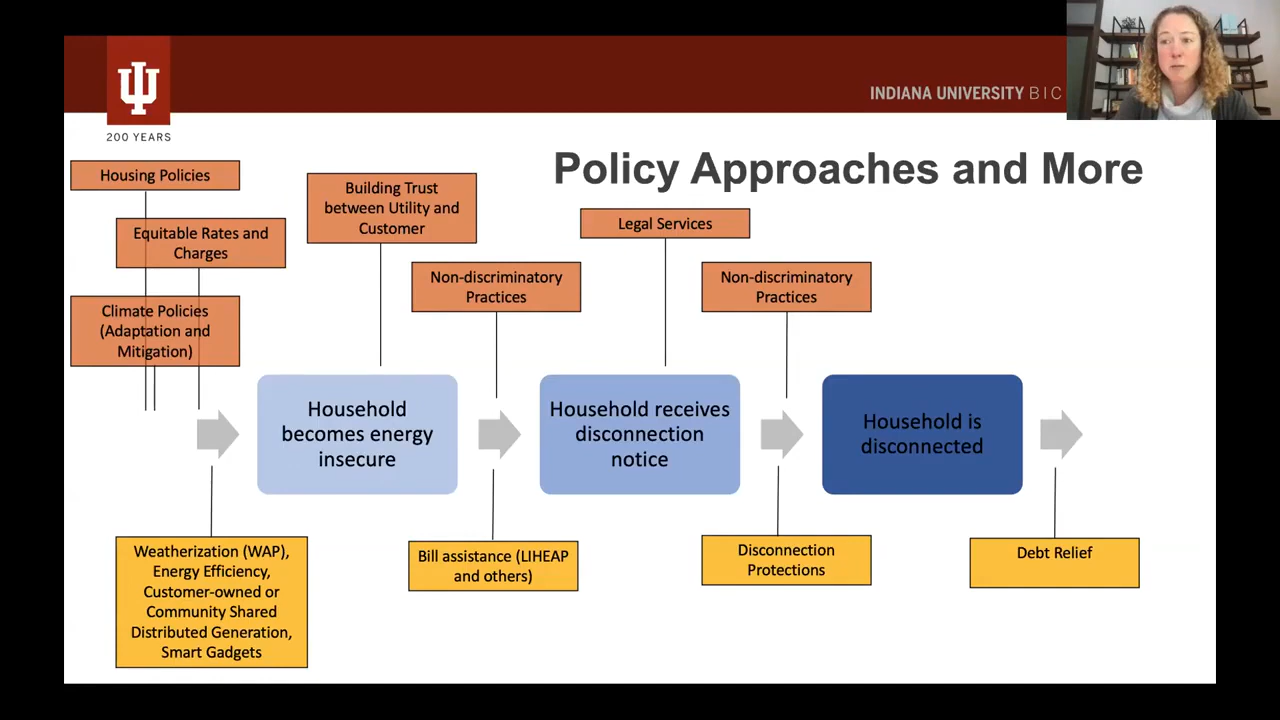 INDIANA UNIVERSITY BIC
200 YEARS
Policy Approaches and More
Housing Policies
Equitable Rates and
Charges
Climate Policies
(Adaptation and
Mitigation)
Building Trust
between Utility and
Customer
Non-discriminatory
Practices
Legal Services
Non-discriminatory
Practices
Household
becomes energy
insecure
Household receives
disconnection
notice
Household is
disconnected
Weatherization (WAP),
Energy Efficiency,
Customer-owned or
Community Shared
Distributed Generation,
Smart Gadgets
Bill assistance (LIHEAP
and others)
Disconnection
Protections
Debt Relief